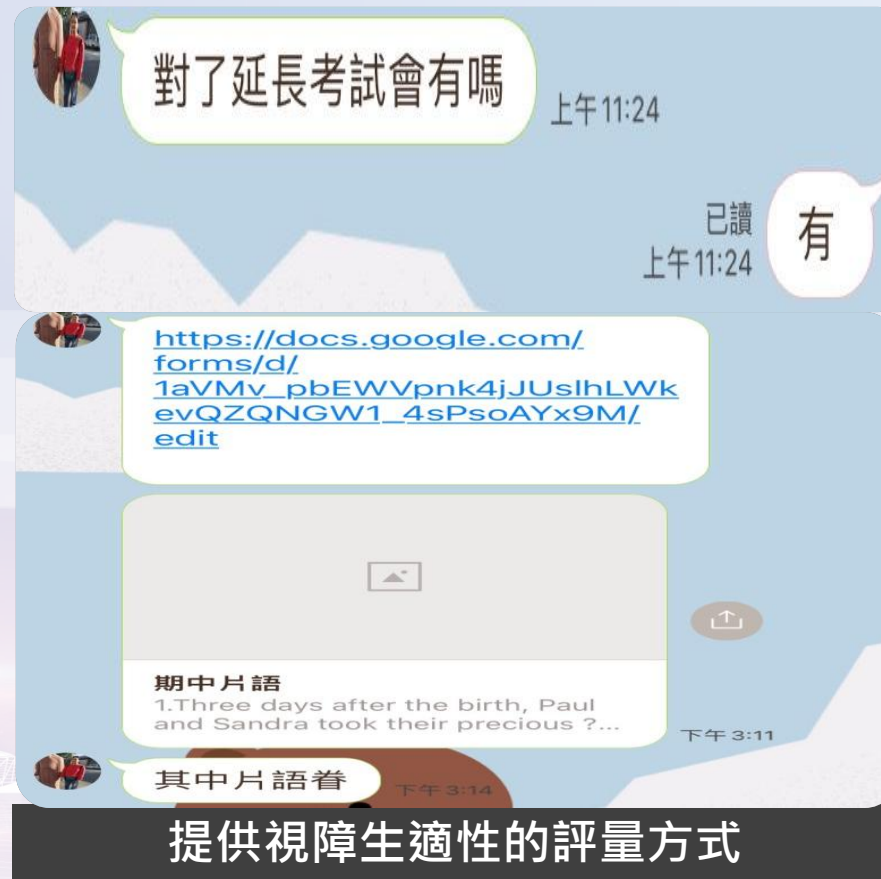 對了延長考試會有嗎
上午11:24
已讀
上午11:24
有
https://docs.google.com/
forms/d/
1aVMv_pbEWVpnk4jJUslhLWk
evQZQNGW1_4sPsoAYx9M/
edit
期中片語
1.Three days after the birth, Paul
and Sandra took their precious ?...
下午3:11
其中片語眷
下午3:14
提供視障生適性的評量方式